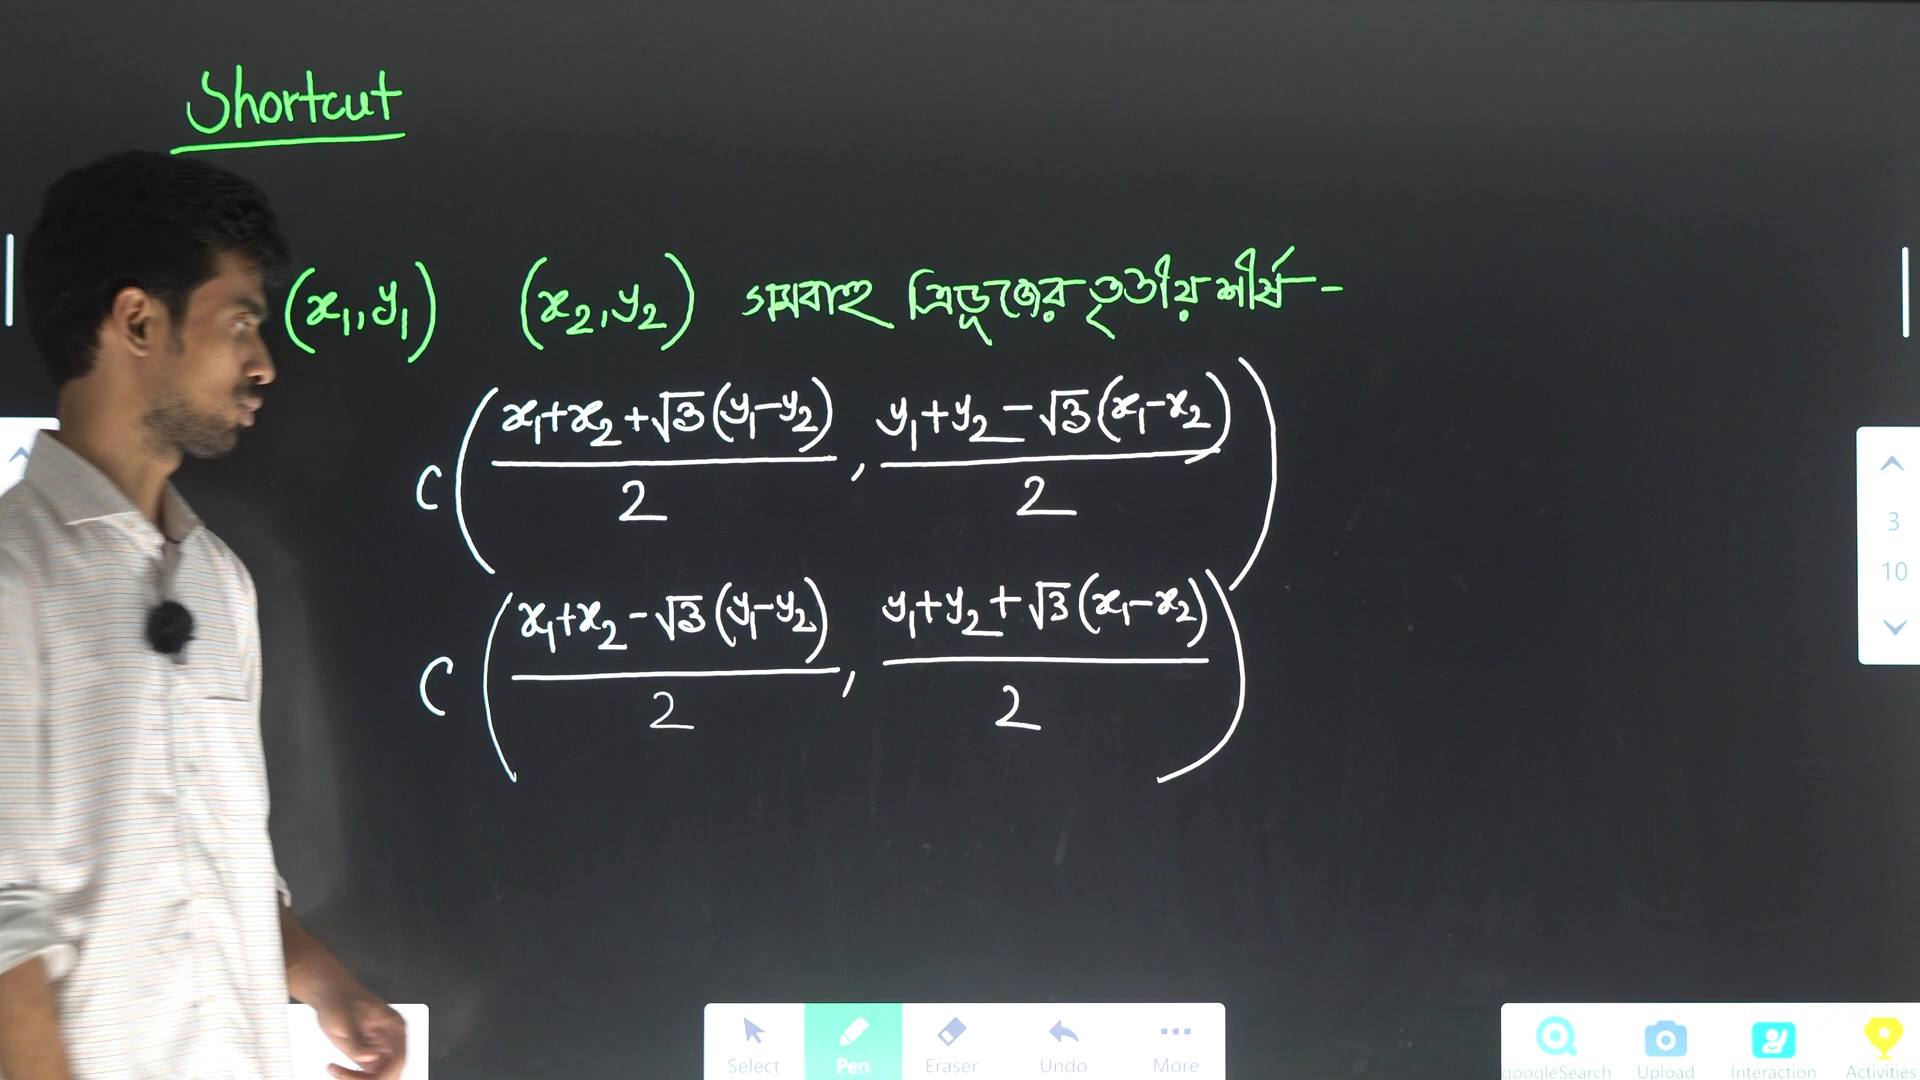 Shortcut
(x₁,y₁) (x₂,y₂) সমবাহু ত্রিভূজের তৃতীয় শীর্ষ -
C((x₁+x₂+√3(y₁-y₂))/2, (y₁+y₂-√3(x₁-x₂))/2)
C((x₁+x₂-√3(y₁-y₂))/2, (y₁+y₂+√3(x₁-x₂))/2)
3
10
Select Pen Eraser Undo More
googleSearch Upload Interaction Activities